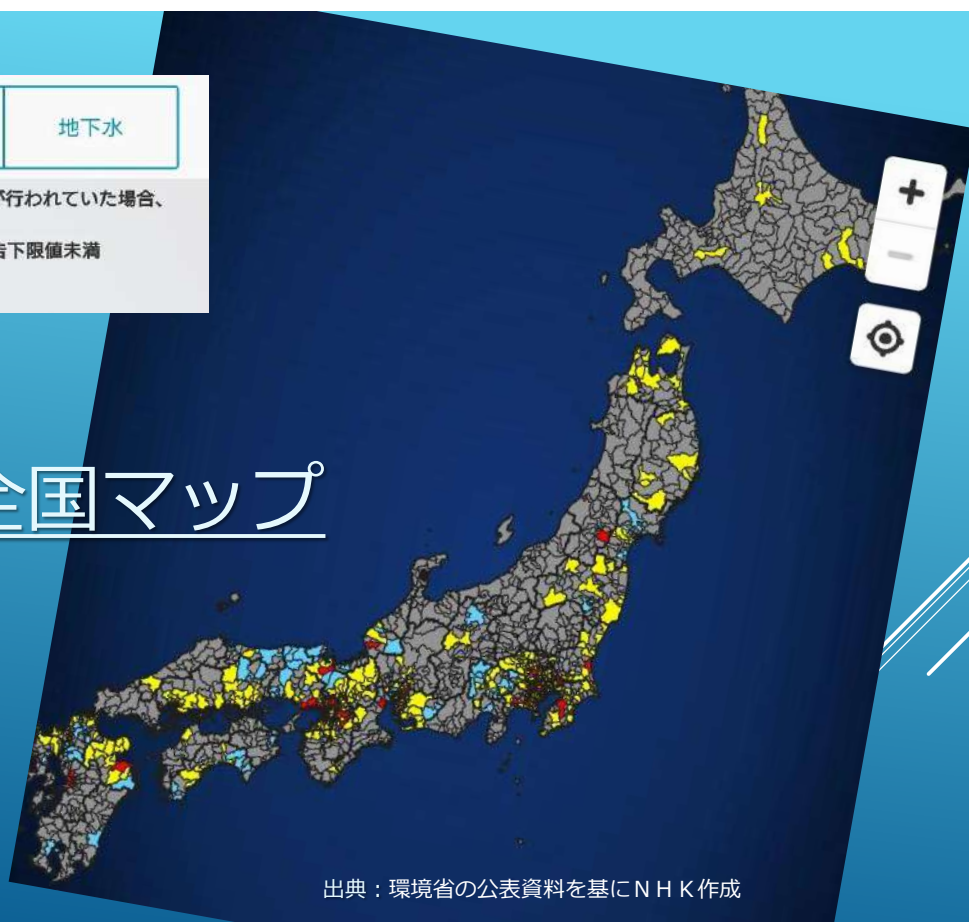 地下水
行われていた場合、
下限値未満
全国マップ
+
−
出典：環境省の公表資料を基にＮＨＫ作成